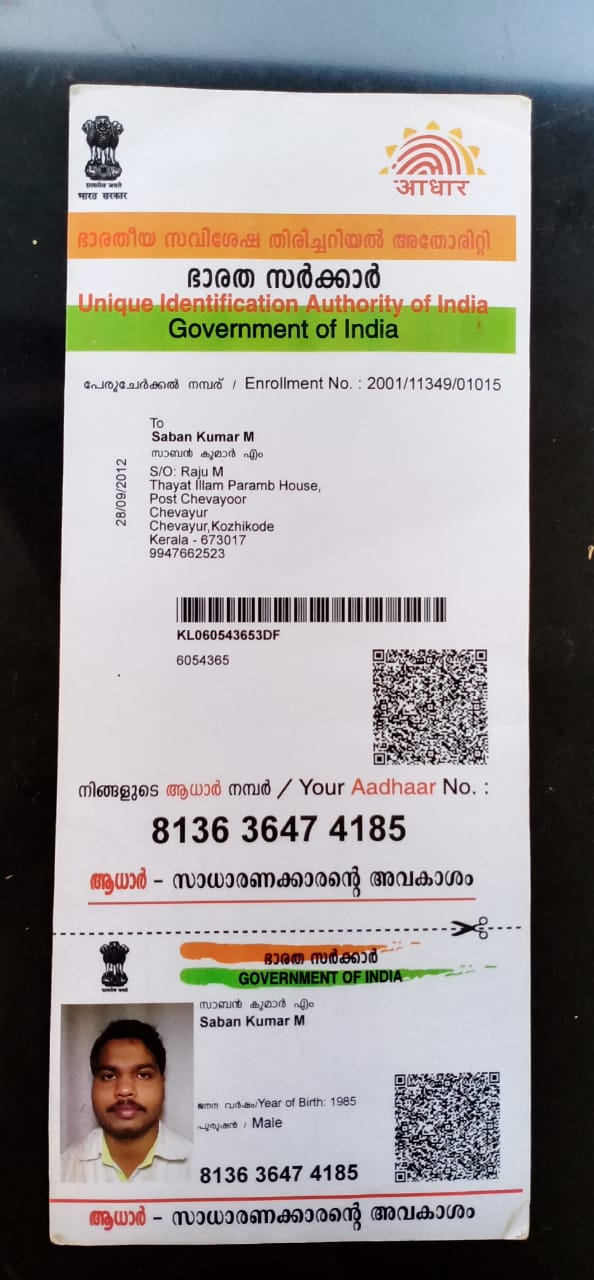 सत्यमेव जयते
भारत सरकार
आधार
ഭാരതീയ സവിശേഷ തിരിച്ചറിയൽ അതോരിറ്റി
ഭാരത സർക്കാർ
Unique Identification Authority of India
Government of India
പേരുചേർക്കൽ നമ്പര് / Enrollment No. : 2001/11349/01015
To
Saban Kumar M
സാബൻ കുമാർ എം
S/O: Raju M
Thayat Illam Paramb House,
Post Chevayoor
Chevayur
Chevayur,Kozhikode
Kerala - 673017
9947662523
28/09/2012
KL060543653DF
6054365
നിങ്ങളുടെ ആധാർ നമ്പർ / Your Aadhaar No. :
8136 3647 4185
ആധാർ - സാധാരണക്കാരന്റെ അവകാശം
ഭാരത സർക്കാർ
GOVERNMENT OF INDIA
സാബൻ കുമാർ എം
Saban Kumar M
ജനന വർഷം/Year of Birth: 1985
പുരുഷൻ / Male
8136 3647 4185
ആധാർ - സാധാരണക്കാരന്റെ അവകാശം